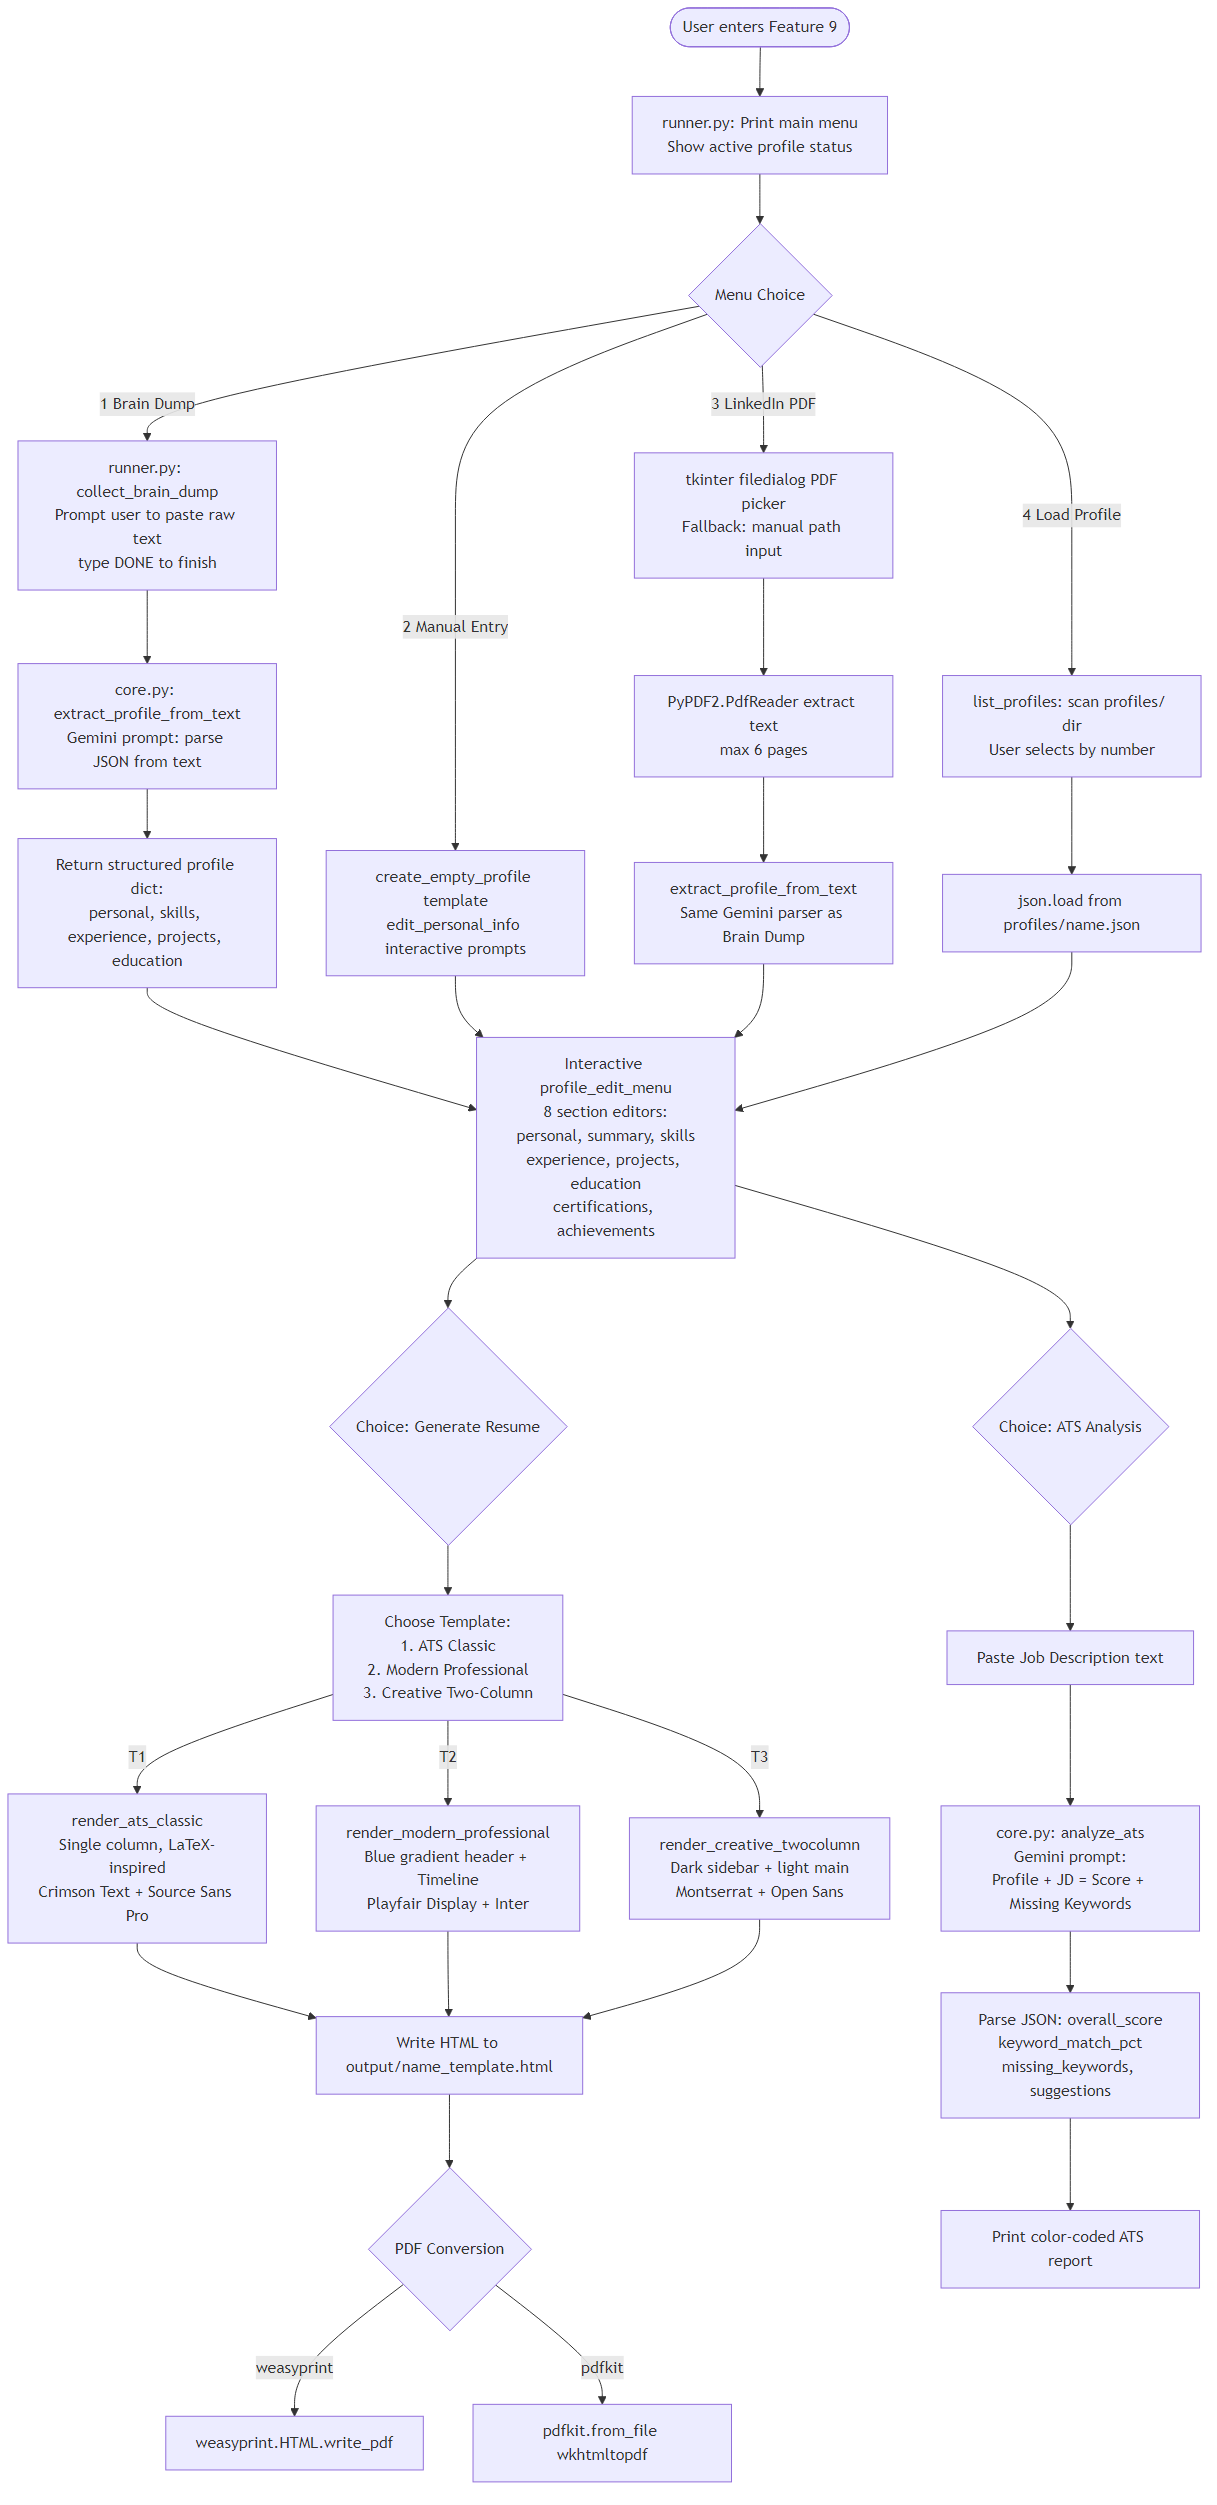 User enters Feature 9
runner.py: Print main menu
Show active profile status
Menu Choice
1 Brain Dump
3 LinkedIn PDF
4 Load Profile
2 Manual Entry
runner.py:
collect_brain_dump
Prompt user to paste raw
text
type DONE to finish
tkinter filedialog PDF
picker
Fallback: manual path
input
core.py:
extract_profile_from_text
Gemini prompt: parse
JSON from text
PyPDF2.PdfReader extract
text
max 6 pages
list_profiles: scan profiles/
dir
User selects by number
Return structured profile
dict:
personal, skills,
experience, projects,
education
create_empty_profile
template
edit_personal_info
interactive prompts
extract_profile_from_text
Same Gemini parser as
Brain Dump
json.load from
profiles/name.json
Interactive
profile_edit_menu
8 section editors:
personal, summary, skills
experience, projects,
education
certifications,
achievements
Choice: Generate Resume
Choice: ATS Analysis
Choose Template:
1. ATS Classic
2. Modern Professional
3. Creative Two-Column
Paste Job Description text
T1
T2
T3
render_ats_classic
Single column, LaTeX-
inspired
Crimson Text + Source Sans
Pro
render_modern_professional
Blue gradient header +
Timeline
Playfair Display + Inter
render_creative_twocolumn
Dark sidebar + light main
Montserrat + Open Sans
core.py: analyze_ats
Gemini prompt:
Profile + JD = Score +
Missing Keywords
Write HTML to
output/name_template.html
Parse JSON: overall_score
keyword_match_pct
missing_keywords,
suggestions
PDF Conversion
Print color-coded ATS
report
weasyprint
pdfkit
weasyprint.HTML.write_pdf
pdfkit.from_file
wkhtmltopdf